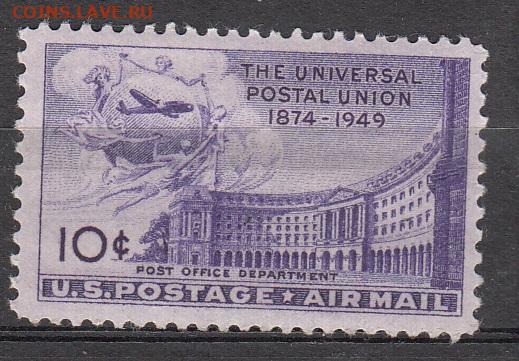 COINS.LAVE.RU
THE UNIVERSAL
POSTAL UNION
1874-1949
10¢
POST OFFICE DEPARTMENT
U.S. POSTAGE ★ AIR MAIL